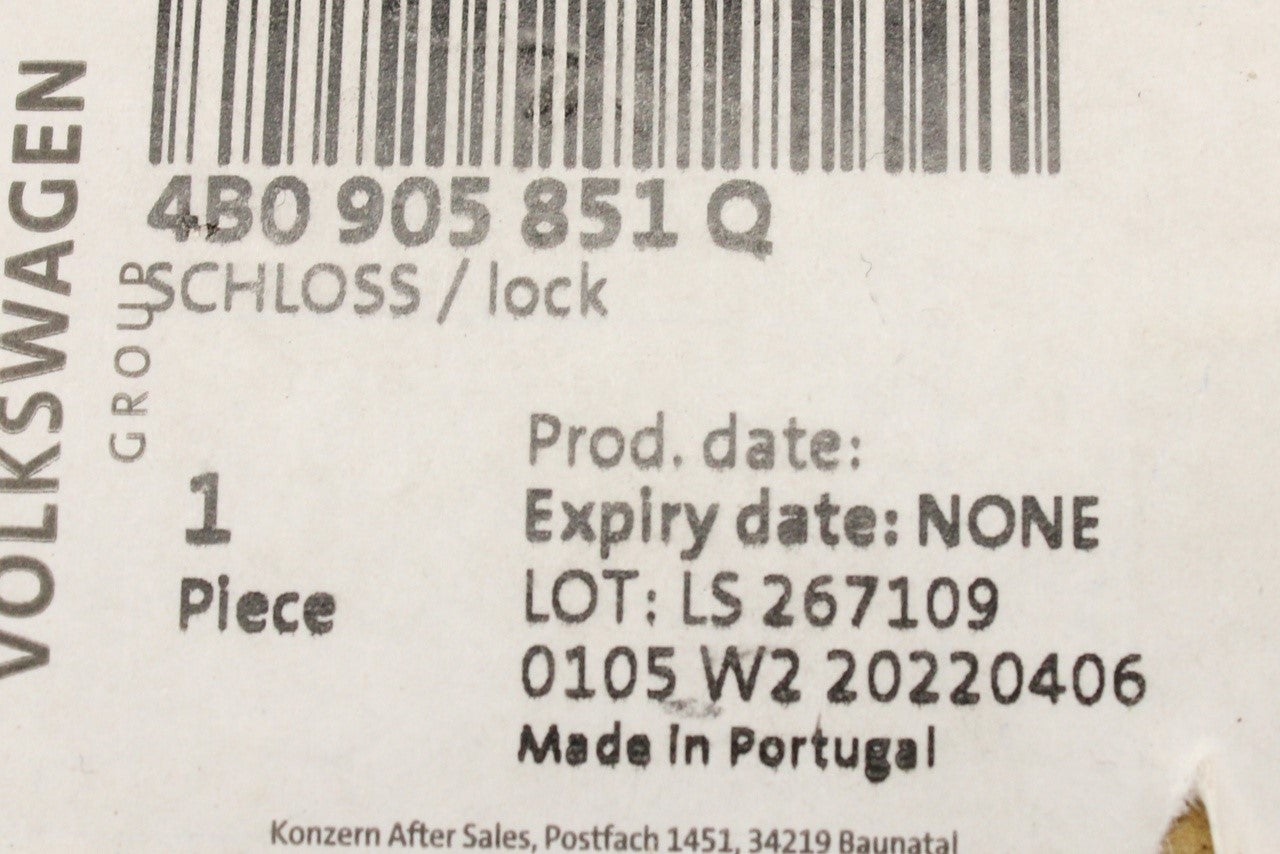 VOLKSWAGEN
GROUP
4B0 905 851 Q
SCHLOSS / lock
1
Piece
Prod. date:
Expiry date: NONE
LOT: LS 267109
0105 W2 20220406
Made in Portugal
Konzern After Sales, Postfach 1451, 34219 Baunatal